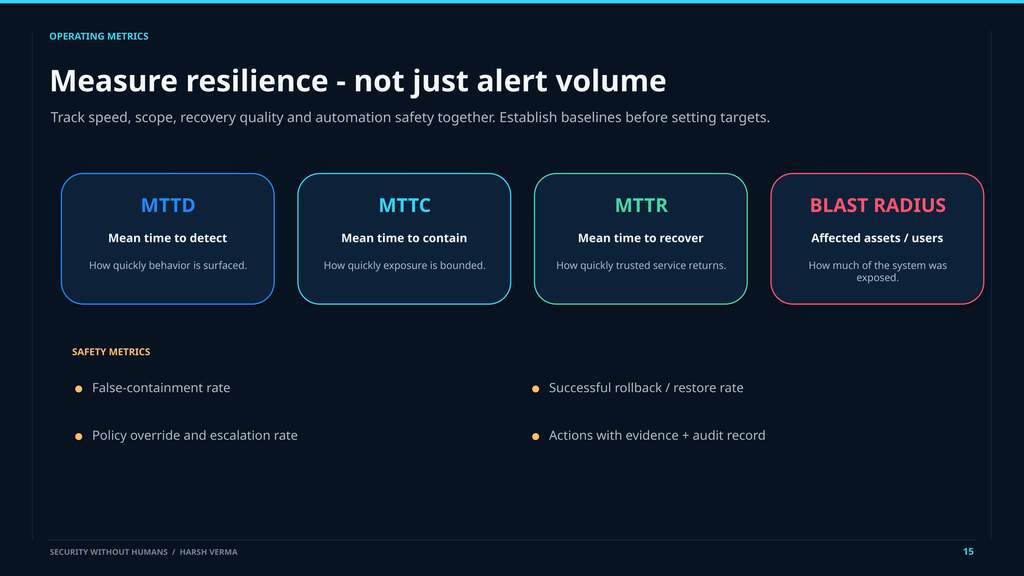 OPERATING METRICS
Measure resilience - not just alert volume
Track speed, scope, recovery quality and automation safety together. Establish baselines before setting targets.
MTTD
Mean time to detect
How quickly behavior is surfaced.
MTTC
Mean time to contain
How quickly exposure is bounded.
MTTR
Mean time to recover
How quickly trusted service returns.
BLAST RADIUS
Affected assets / users
How much of the system was
exposed.
SAFETY METRICS
False-containment rate
Successful rollback / restore rate
Policy override and escalation rate
Actions with evidence + audit record
SECURITY WITHOUT HUMANS / HARSH VERMA
15